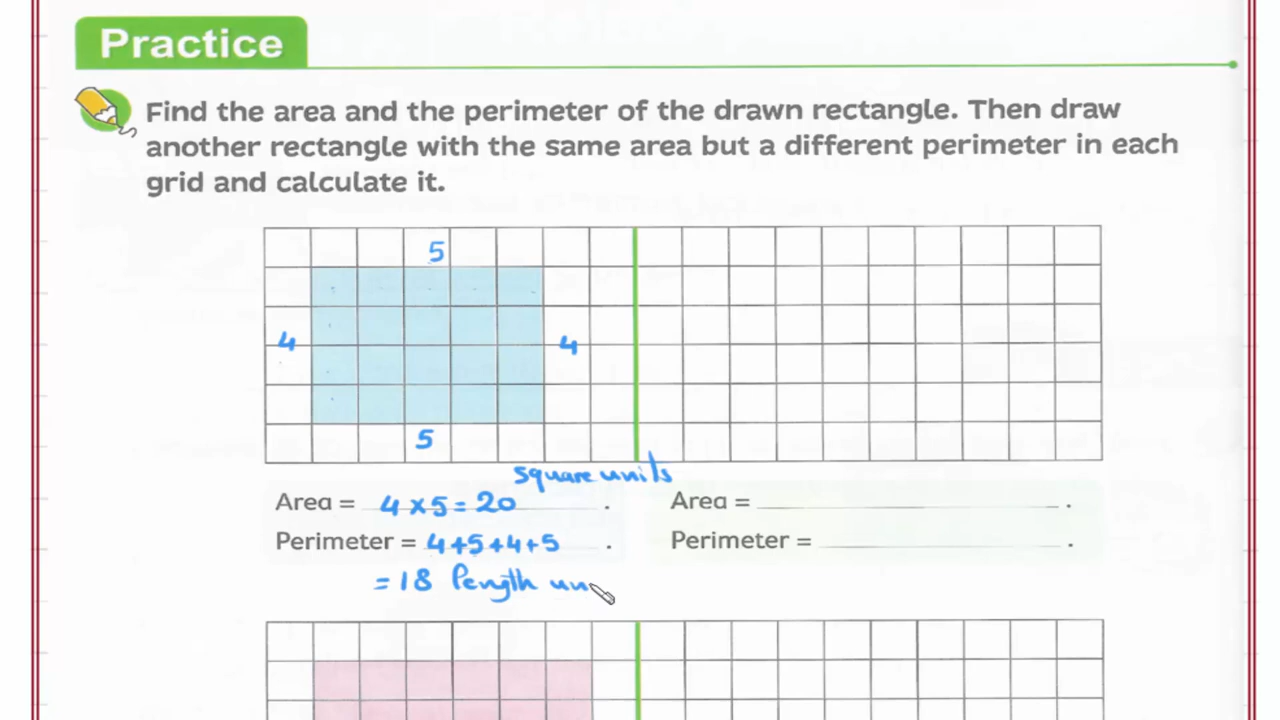 Practice
Find the area and the perimeter of the drawn rectangle. Then draw
another rectangle with the same area but a different perimeter in each
grid and calculate it.
5
4
4
5
square units
Area = 4 × 5 = 20 .
Perimeter = 4+5+4+5 .
= 18 length un
Area = .
Perimeter = .